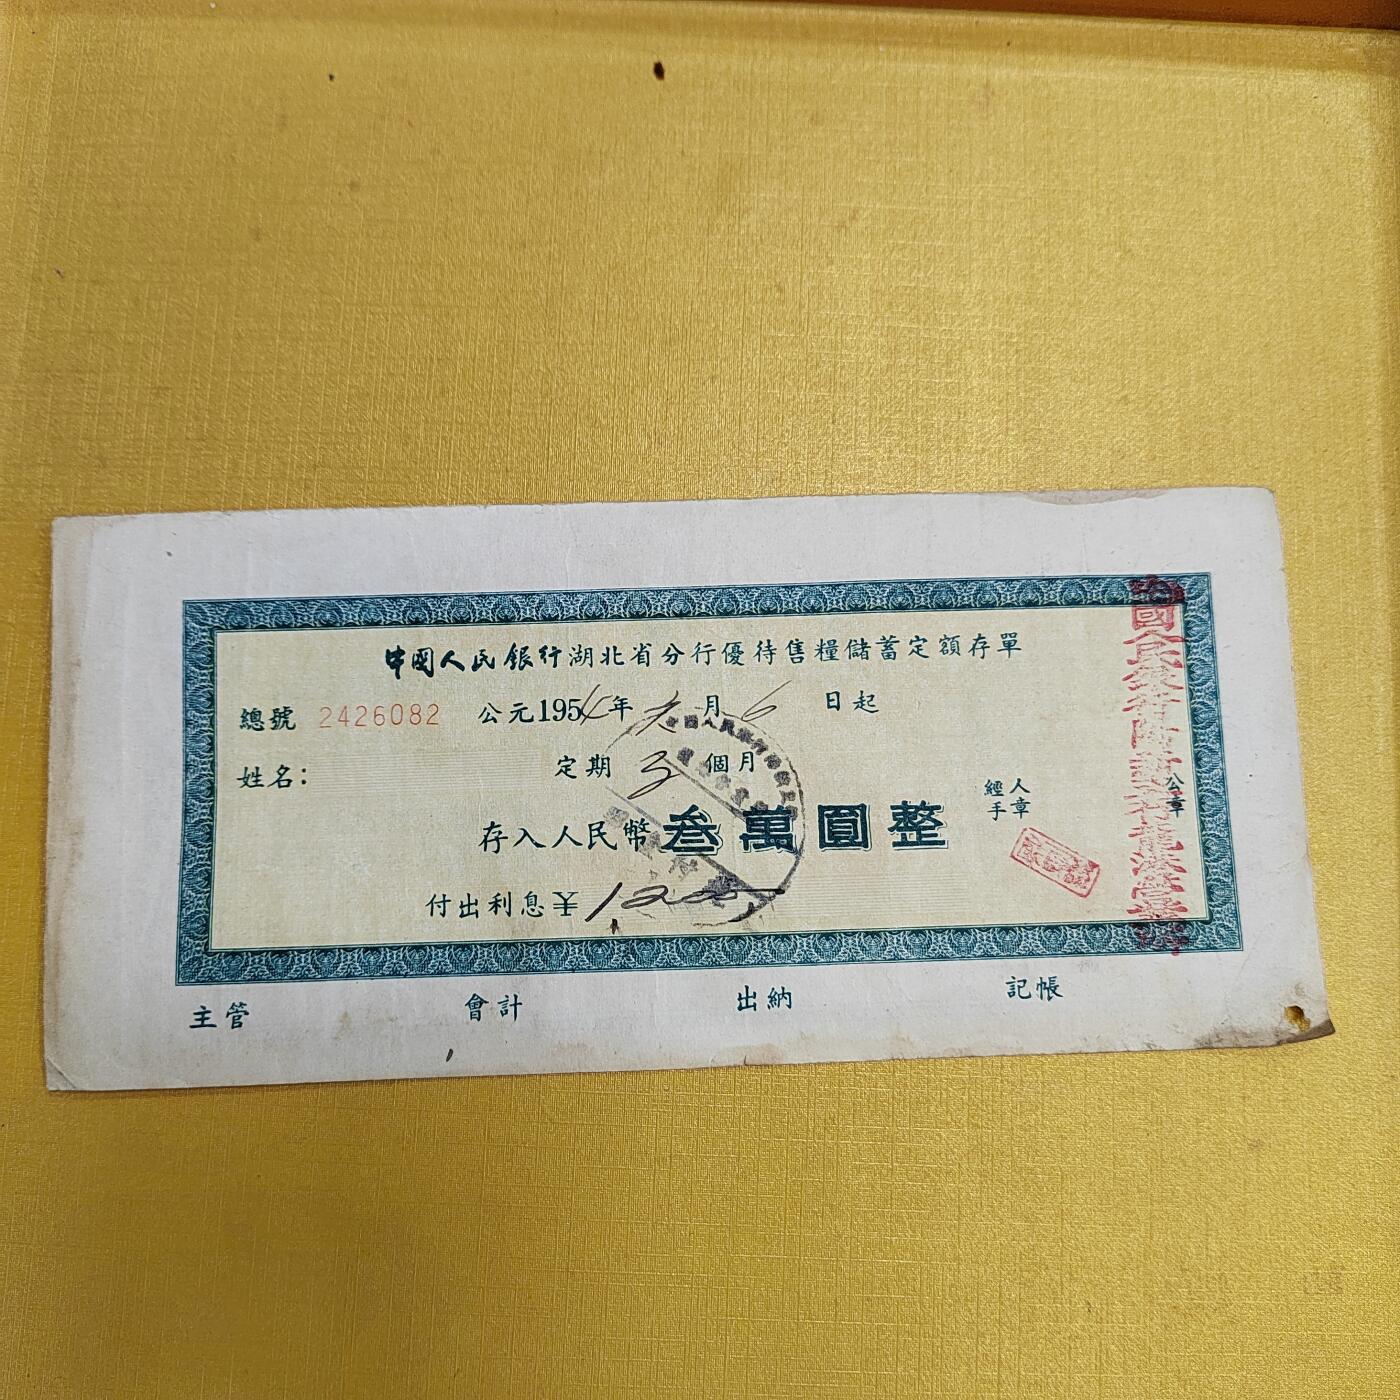 中國人民銀行湖北省分行優待售糧儲蓄定額存單
總號 2426082 公元1954年 月6日起
姓名： 定期 3 個月
經手人章 公章
存入人民幣叁萬圓整
付出利息¥1,200
主管 會計 出納 記帳